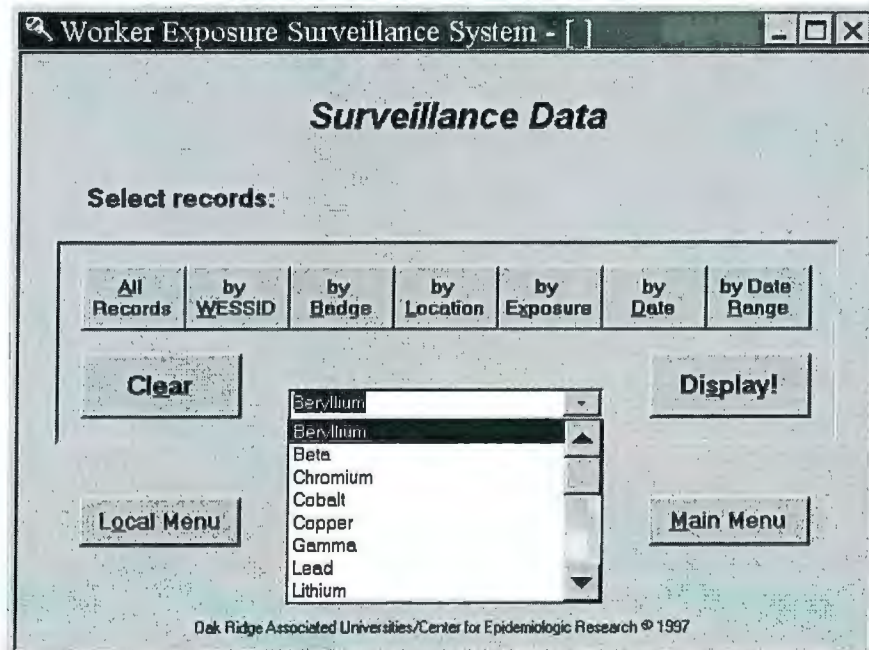 Worker Exposure Surveillance System - [ ]
Surveillance Data
Select records:
All Records
by WESSID
by Badge
by Location
by Exposure
by Date
by Date Range
Clear
Beryllium
Display!
Beryllium
Beta
Chromium
Cobalt
Copper
Gamma
Lead
Lithium
Local Menu
Main Menu
Oak Ridge Associated Universities/Center for Epidemiologic Research © 1997